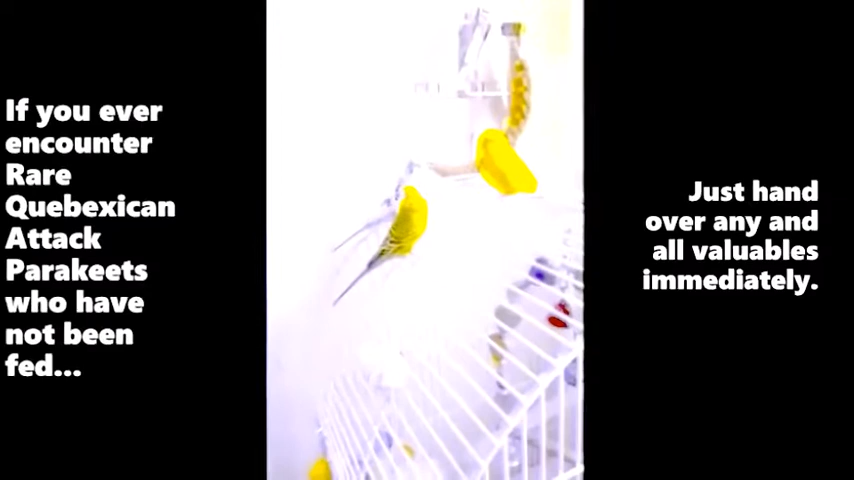 If you ever
encounter
Rare
Quebexican
Attack
Parakeets
who have
not been
fed...
Just hand
over any and
all valuables
immediately.